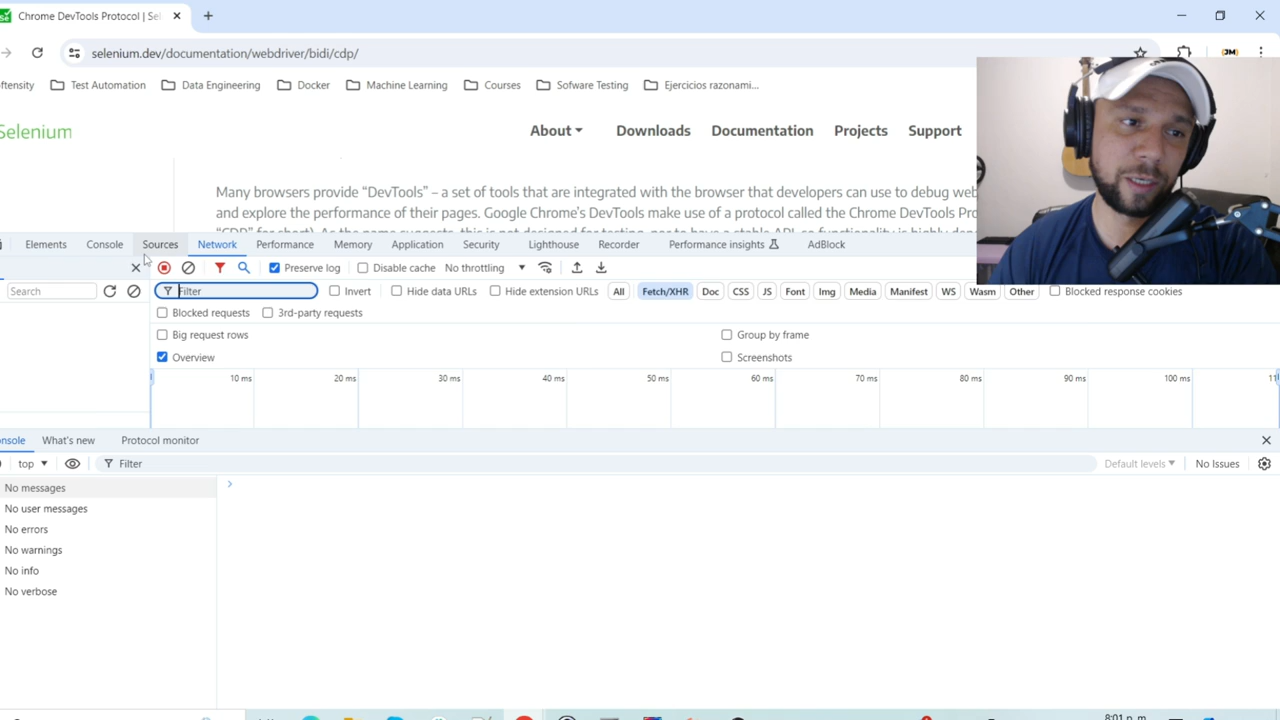 Chrome DevTools Protocol | Sel
selenium.dev/documentation/webdriver/bidi/cdp/
JM
Test Automation Data Engineering Docker Machine Learning Courses Sofware Testing Ejercicios razonami...
Selenium
About Downloads Documentation Projects Support
Many browsers provide “DevTools” – a set of tools that are integrated with the browser that developers can use to debug web
and explore the performance of their pages. Google Chrome’s DevTools make use of a protocol called the Chrome DevTools Pro
Elements Console Sources Network Performance Memory Application Security Lighthouse Recorder Performance insights AdBlock
Preserve log Disable cache No throttling
Search Filter Invert Hide data URLs Hide extension URLs All Fetch/XHR Doc CSS JS Font Img Media Manifest WS Wasm Other Blocked response cookies
Blocked requests 3rd-party requests
Big request rows Group by frame
Overview Screenshots
10 ms 20 ms 30 ms 40 ms 50 ms 60 ms 70 ms 80 ms 90 ms 100 ms 11
onsole What's new Protocol monitor
top Filter Default levels No Issues
No messages
No user messages
No errors
No warnings
No info
No verbose
8:01 p. m.